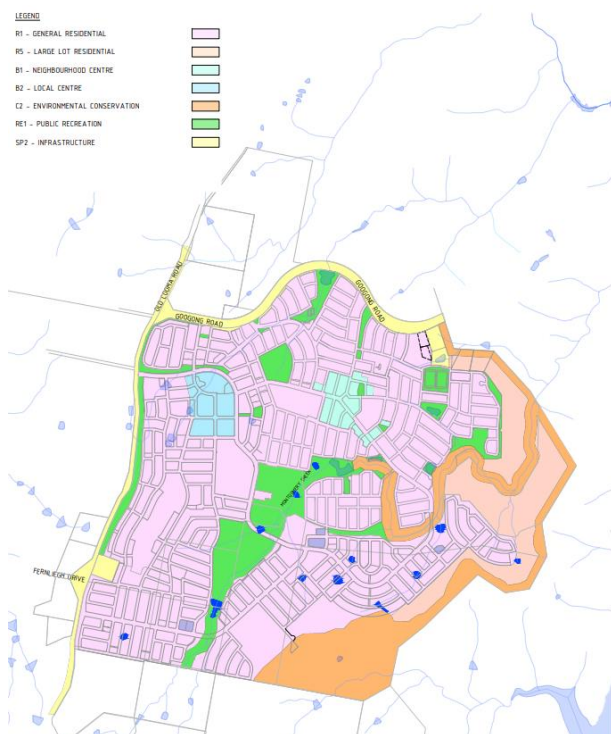 LEGEND
R1 - GENERAL RESIDENTIAL
R5 - LARGE LOT RESIDENTIAL
B1 - NEIGHBOURHOOD CENTRE
B2 - LOCAL CENTRE
C2 - ENVIRONMENTAL CONSERVATION
RE1 - PUBLIC RECREATION
SP2 - INFRASTRUCTURE
OLD COOMA ROAD
GOOGONG ROAD
GOOGONG ROAD
FERNLEIGH DRIVE